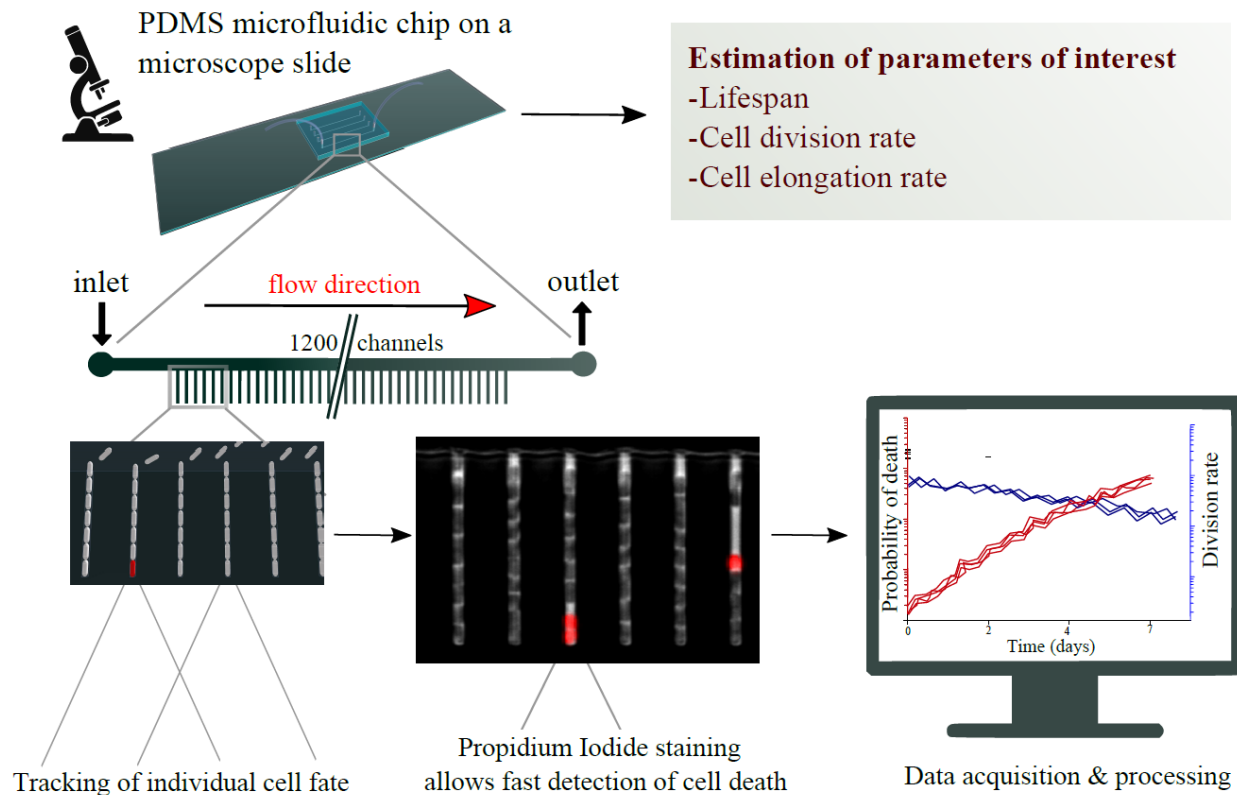 PDMS microfluidic chip on a
microscope slide
Estimation of parameters of interest
-Lifespan
-Cell division rate
-Cell elongation rate
inlet
flow direction
outlet
1200 channels
Probability of death
Division rate
0 2 4 7
Time (days)
Tracking of individual cell fate
Propidium Iodide staining
allows fast detection of cell death
Data acquisition & processing